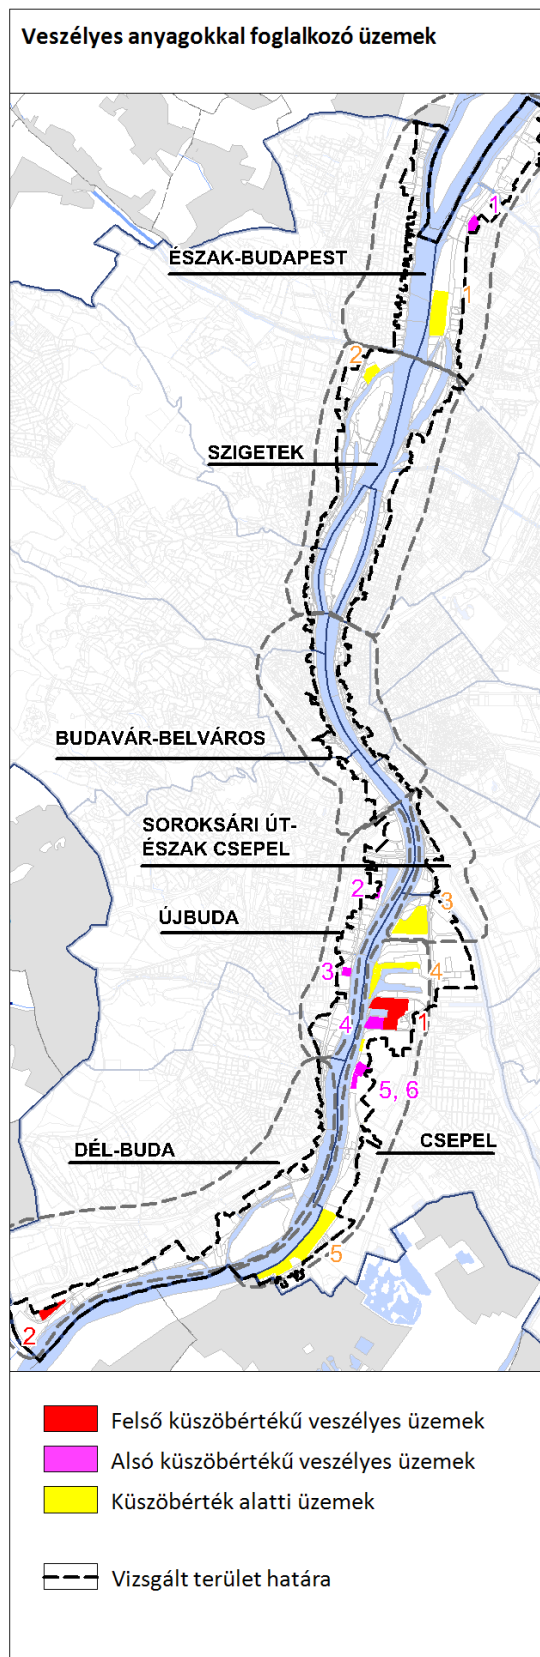 Veszélyes anyagokkal foglalkozó üzemek
1
ÉSZAK-BUDAPEST
1
2
SZIGETEK
BUDAVÁR-BELVÁROS
SOROKSÁRI ÚT-
ÉSZAK CSEPEL
2
3
ÚJBUDA
3
4
4
1
5, 6
CSEPEL
DÉL-BUDA
5
2
Felső küszöbértékű veszélyes üzemek
Alsó küszöbértékű veszélyes üzemek
Küszöbérték alatti üzemek
Vizsgált terület határa